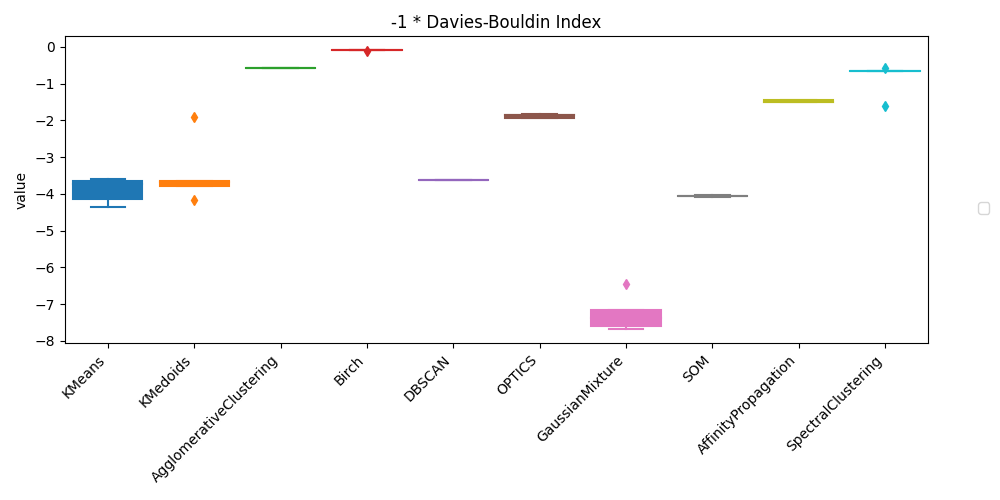 -1 * Davies-Bouldin Index
value
0
−1
−2
−3
−4
−5
−6
−7
−8
KMeans
KMedoids
AgglomerativeClustering
Birch
DBSCAN
OPTICS
GaussianMixture
SOM
AffinityPropagation
SpectralClustering